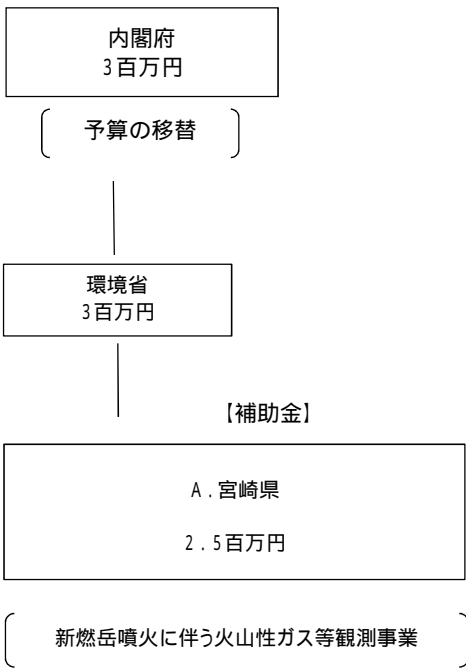 内閣府
3百万円
予算の移替
環境省
3百万円
【補助金】
A.宮崎県
2.5百万円
新燃岳噴火に伴う火山性ガス等観測事業